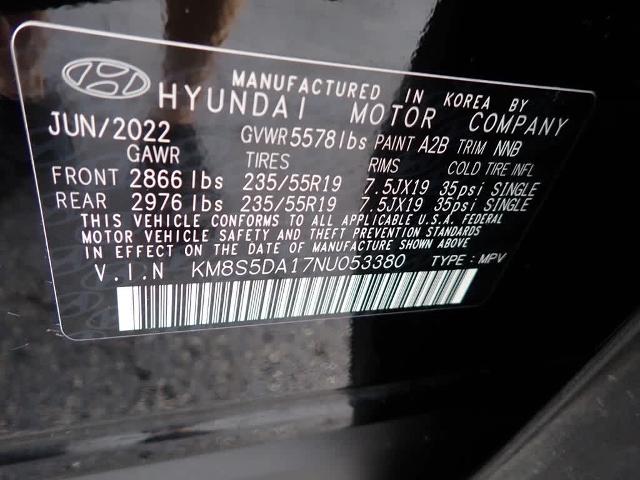 MANUFACTURED IN KOREA BY
HYUNDAI MOTOR COMPANY
JUN/2022 GVWR 5578 lbs PAINT A2B TRIM NNB
GAWR TIRES RIMS COLD TIRE INFL
FRONT 2866 lbs 235/55R19 7.5JX19 35psi SINGLE
REAR 2976 lbs 235/55R19 7.5JX19 35psi SINGLE
THIS VEHICLE CONFORMS TO ALL APPLICABLE U.S.A. FEDERAL
MOTOR VEHICLE SAFETY AND THEFT PREVENTION STANDARDS
IN EFFECT ON THE DATE OF MANUFACTURE SHOWN ABOVE
V.I.N KM8S5DA17NU053380 TYPE : MPV